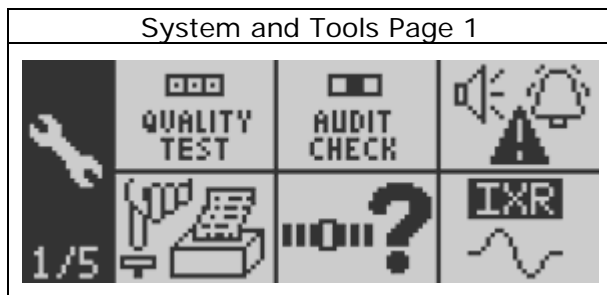 System and Tools Page 1
QUALITY
TEST
AUDIT
CHECK
?
IXR
1/5